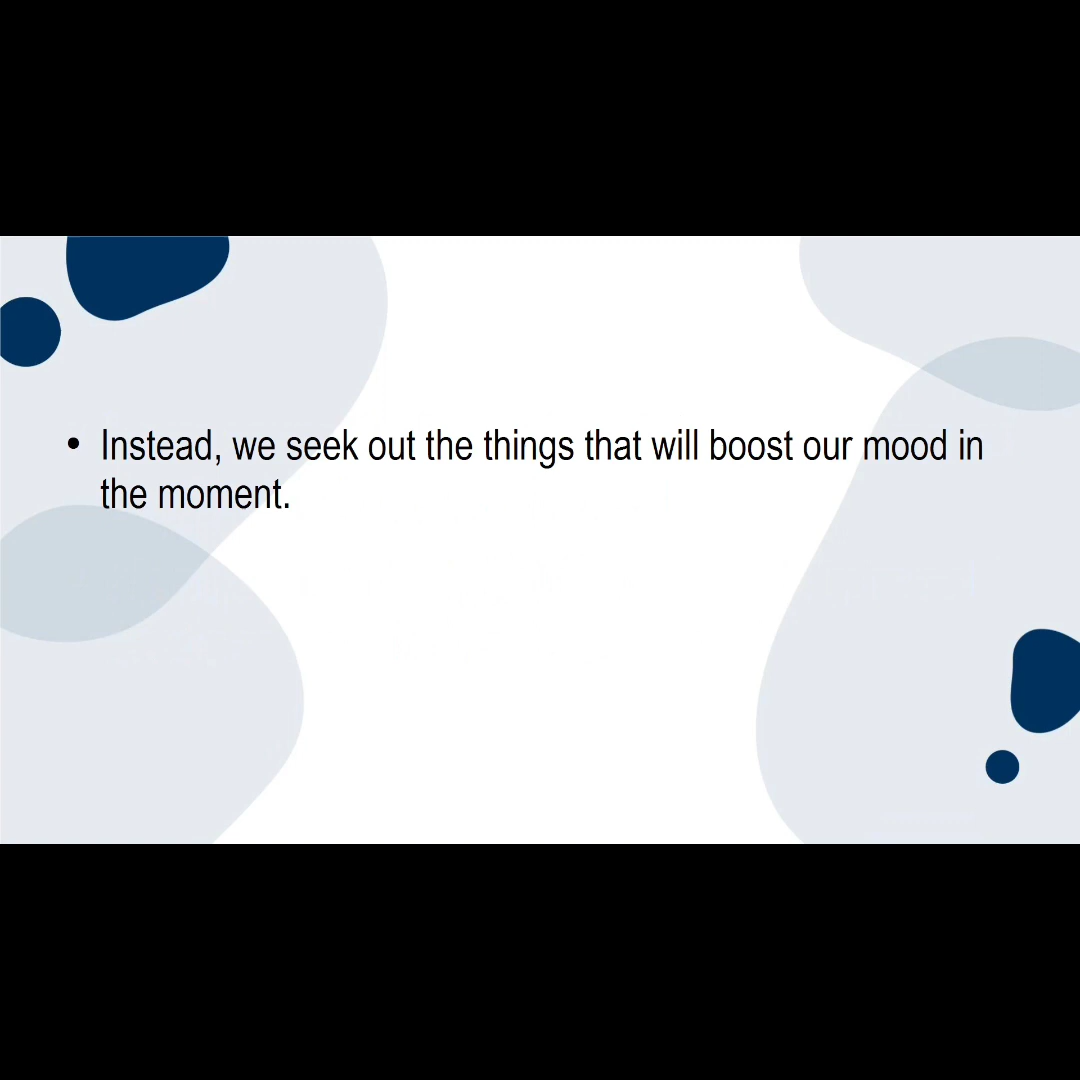 • Instead, we seek out the things that will boost our mood in
the moment.